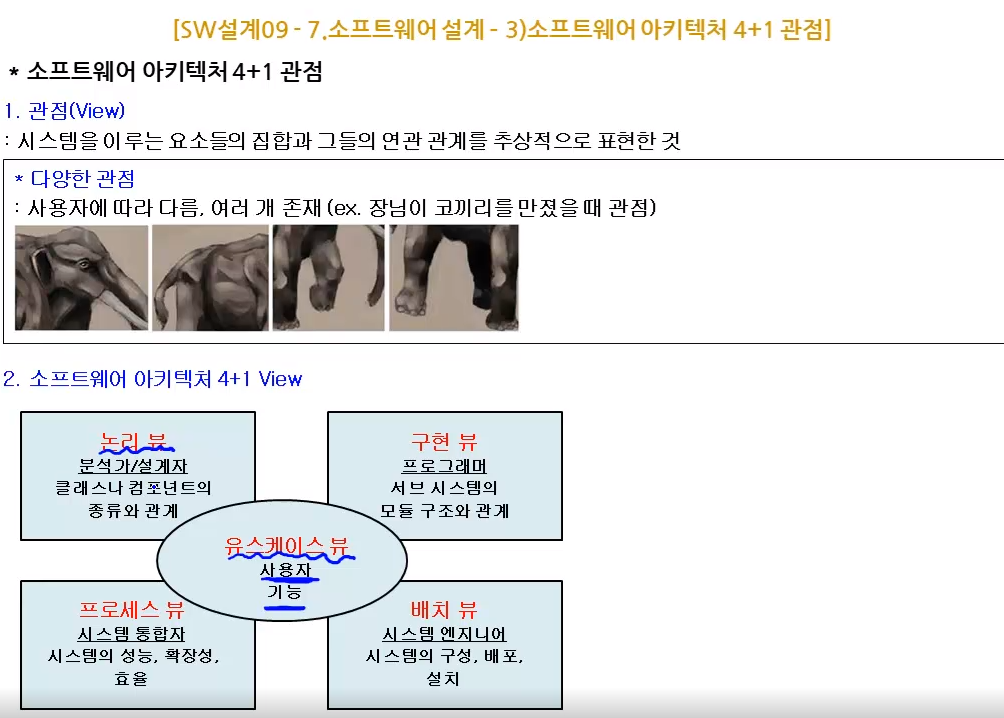 [SW설계09 - 7.소프트웨어 설계 - 3)소프트웨어 아키텍처 4+1 관점]
* 소프트웨어 아키텍처 4+1 관점
1. 관점(View)
: 시스템을 이루는 요소들의 집합과 그들의 연관 관계를 추상적으로 표현한 것
* 다양한 관점
: 사용자에 따라 다름, 여러 개 존재 (ex. 장님이 코끼리를 만졌을 때 관점)
2. 소프트웨어 아키텍처 4+1 View
논리 뷰
분석가/설계자
클래스나 컴포넌트의
종류와 관계
구현 뷰
프로그래머
서브 시스템의
모듈 구조와 관계
유스케이스 뷰
사용자
기능
프로세스 뷰
시스템 통합자
시스템의 성능, 확장성,
효율
배치 뷰
시스템 엔지니어
시스템의 구성, 배포,
설치